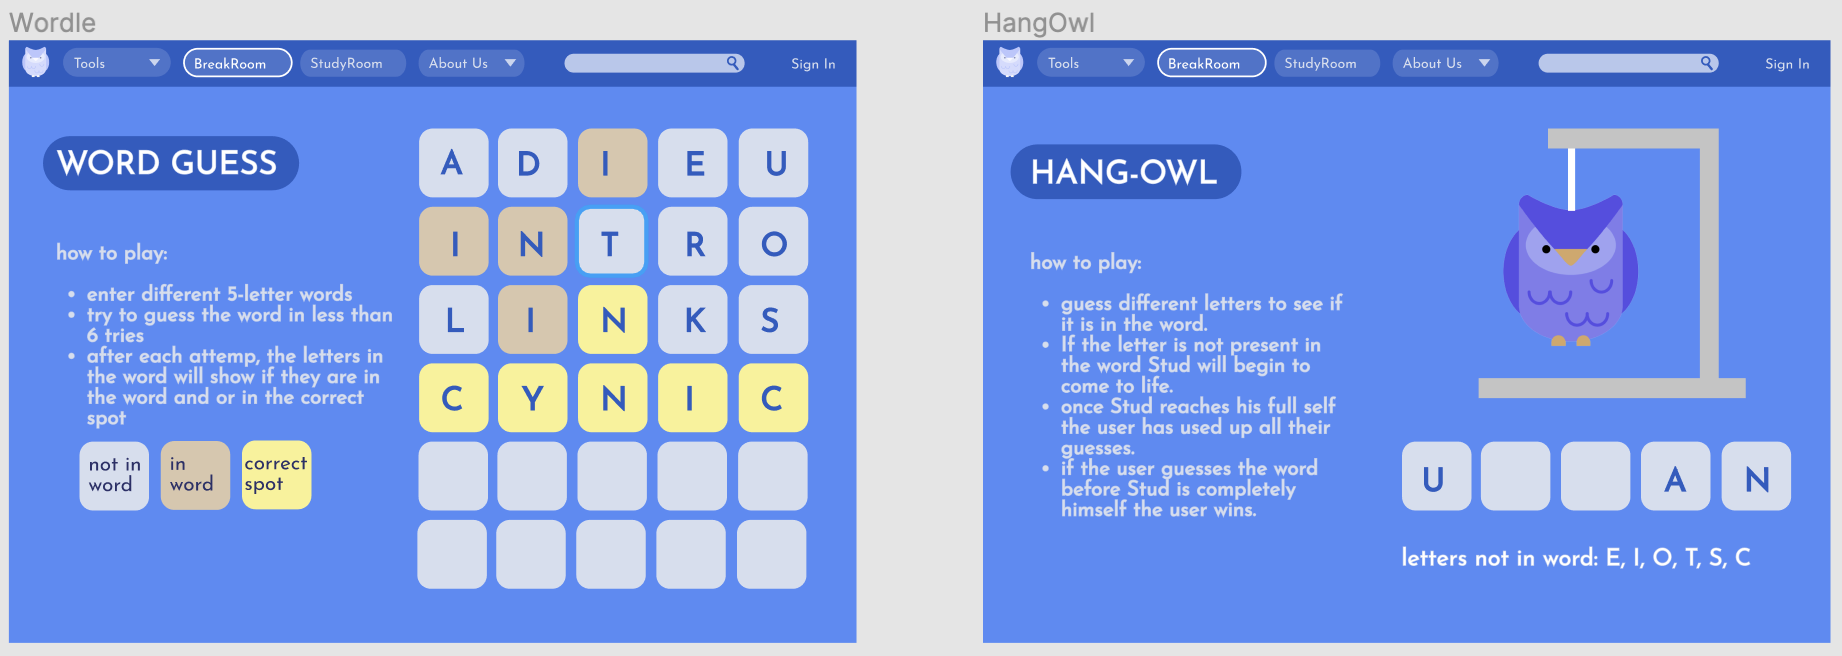 Wordle
Tools
BreakRoom
StudyRoom
About Us
Sign In
WORD GUESS
how to play:
• enter different 5-letter words
• try to guess the word in less than
6 tries
• after each attemp, the letters in
the word will show if they are in
the word and or in the correct
spot
not in
word
in
word
correct
spot
A D I E U
I N T R O
L I N K S
C Y N I C
HangOwl
Tools
BreakRoom
StudyRoom
About Us
Sign In
HANG-OWL
how to play:
• guess different letters to see if
it is in the word.
• If the letter is not present in
the word Stud will begin to
come to life.
• once Stud reaches his full self
the user has used up all their
guesses.
• if the user guesses the word
before Stud is completely
himself the user wins.
U A N
letters not in word: E, I, O, T, S, C